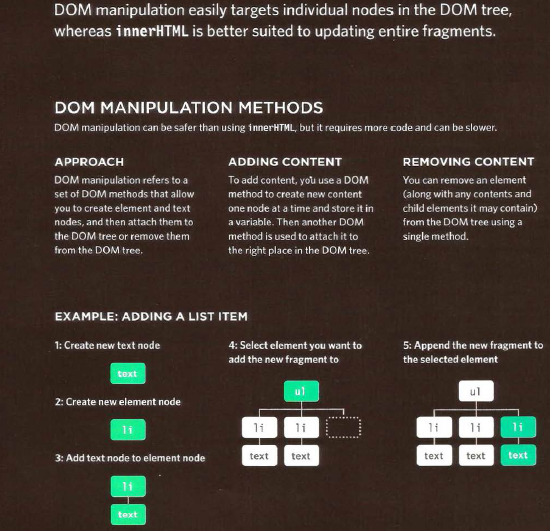 DOM manipulation easily targets individual nodes in the DOM tree,
whereas innerHTML is better suited to updating entire fragments.
DOM MANIPULATION METHODS
DOM manipulation can be safer than using innerHTML, but it requires more code and can be slower.
APPROACH
DOM manipulation refers to a
set of DOM methods that allow
you to create element and text
nodes, and then attach them to
the DOM tree or remove them
from the DOM tree.
ADDING CONTENT
To add content, you use a DOM
method to create new content
one node at a time and store it in
a variable. Then another DOM
method is used to attach it to
the right place in the DOM tree.
REMOVING CONTENT
You can remove an element
(along with any contents and
child elements it may contain)
from the DOM tree using a
single method.
EXAMPLE: ADDING A LIST ITEM
1: Create new text node
text
2: Create new element node
li
3: Add text node to element node
li
text
4: Select element you want to
add the new fragment to
ul
li li
text text
5: Append the new fragment to
the selected element
ul
li li li
text text text